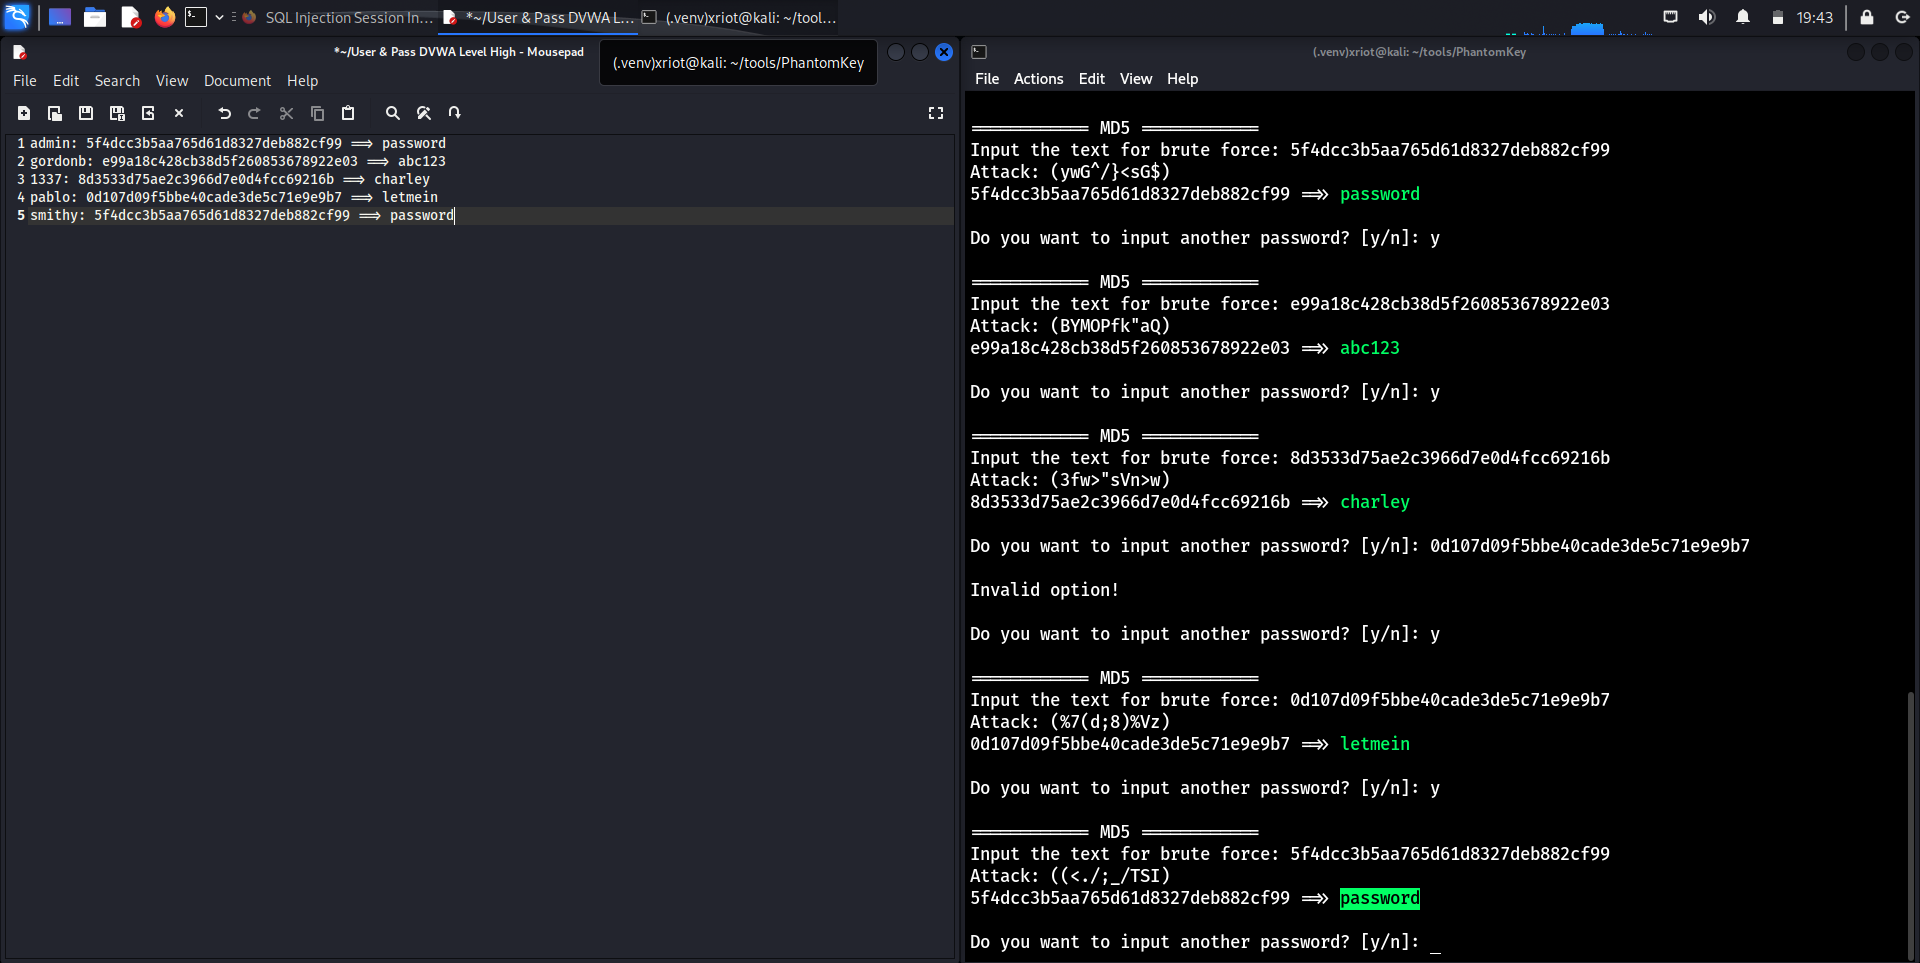 SQL Injection Session In...
*~/User & Pass DVWA L...
(.venv)xriot@kali: ~/tool...
19:43
*~/User & Pass DVWA Level High - Mousepad
(.venv)xriot@kali: ~/tools/PhantomKey
File Edit Search View Document Help
1 admin: 5f4dcc3b5aa765d61d8327deb882cf99 ==> password
2 gordonb: e99a18c428cb38d5f260853678922e03 ==> abc123
3 1337: 8d3533d75ae2c3966d7e0d4fcc69216b ==> charley
4 pablo: 0d107d09f5bbe40cade3de5c71e9e9b7 ==> letmein
5 smithy: 5f4dcc3b5aa765d61d8327deb882cf99 ==> password
(.venv)xriot@kali: ~/tools/PhantomKey
File Actions Edit View Help
============ MD5 ============
Input the text for brute force: 5f4dcc3b5aa765d61d8327deb882cf99
Attack: (ywG^/}<sG$)
5f4dcc3b5aa765d61d8327deb882cf99 ==>> password
Do you want to input another password? [y/n]: y
============ MD5 ============
Input the text for brute force: e99a18c428cb38d5f260853678922e03
Attack: (BYMOPfk"aQ)
e99a18c428cb38d5f260853678922e03 ==>> abc123
Do you want to input another password? [y/n]: y
============ MD5 ============
Input the text for brute force: 8d3533d75ae2c3966d7e0d4fcc69216b
Attack: (3fw>"sVn>w)
8d3533d75ae2c3966d7e0d4fcc69216b ==>> charley
Do you want to input another password? [y/n]: 0d107d09f5bbe40cade3de5c71e9e9b7
Invalid option!
Do you want to input another password? [y/n]: y
============ MD5 ============
Input the text for brute force: 0d107d09f5bbe40cade3de5c71e9e9b7
Attack: (%7(d;8)%Vz)
0d107d09f5bbe40cade3de5c71e9e9b7 ==>> letmein
Do you want to input another password? [y/n]: y
============ MD5 ============
Input the text for brute force: 5f4dcc3b5aa765d61d8327deb882cf99
Attack: ((<./;_/TSI)
5f4dcc3b5aa765d61d8327deb882cf99 ==>> password
Do you want to input another password? [y/n]: _